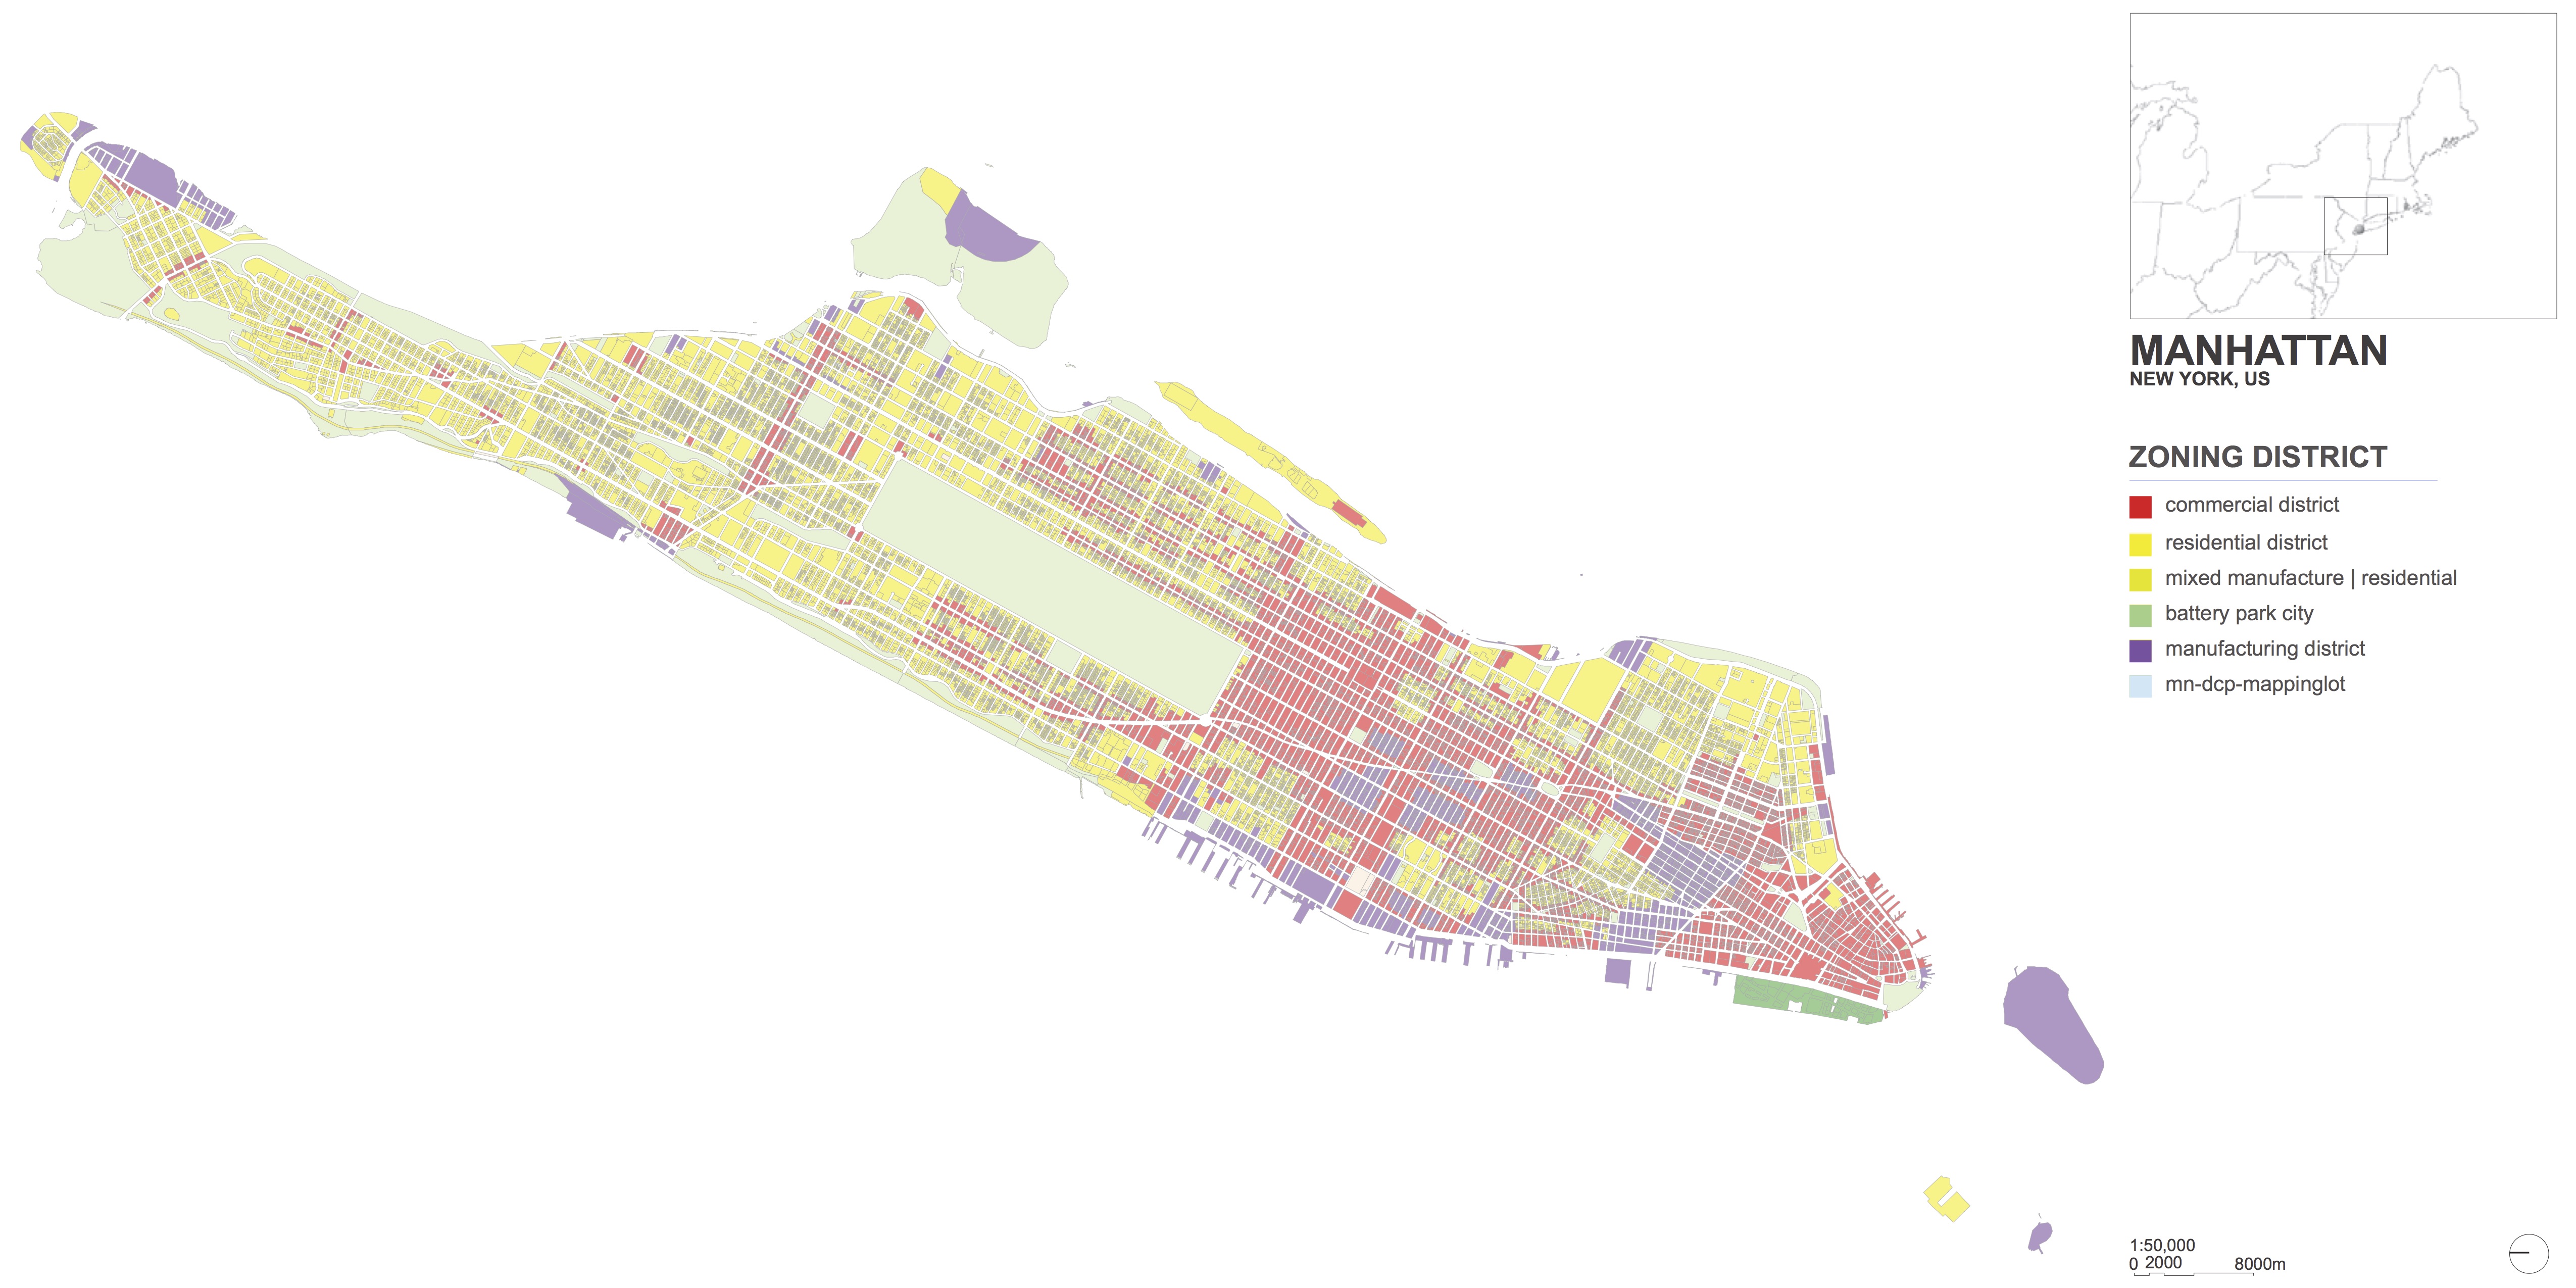 MANHATTAN
NEW YORK, US
ZONING DISTRICT
commercial district
residential district
mixed manufacture | residential
battery park city
manufacturing district
mn-dcp-mappinglot
1:50,000
0 2000 8000m